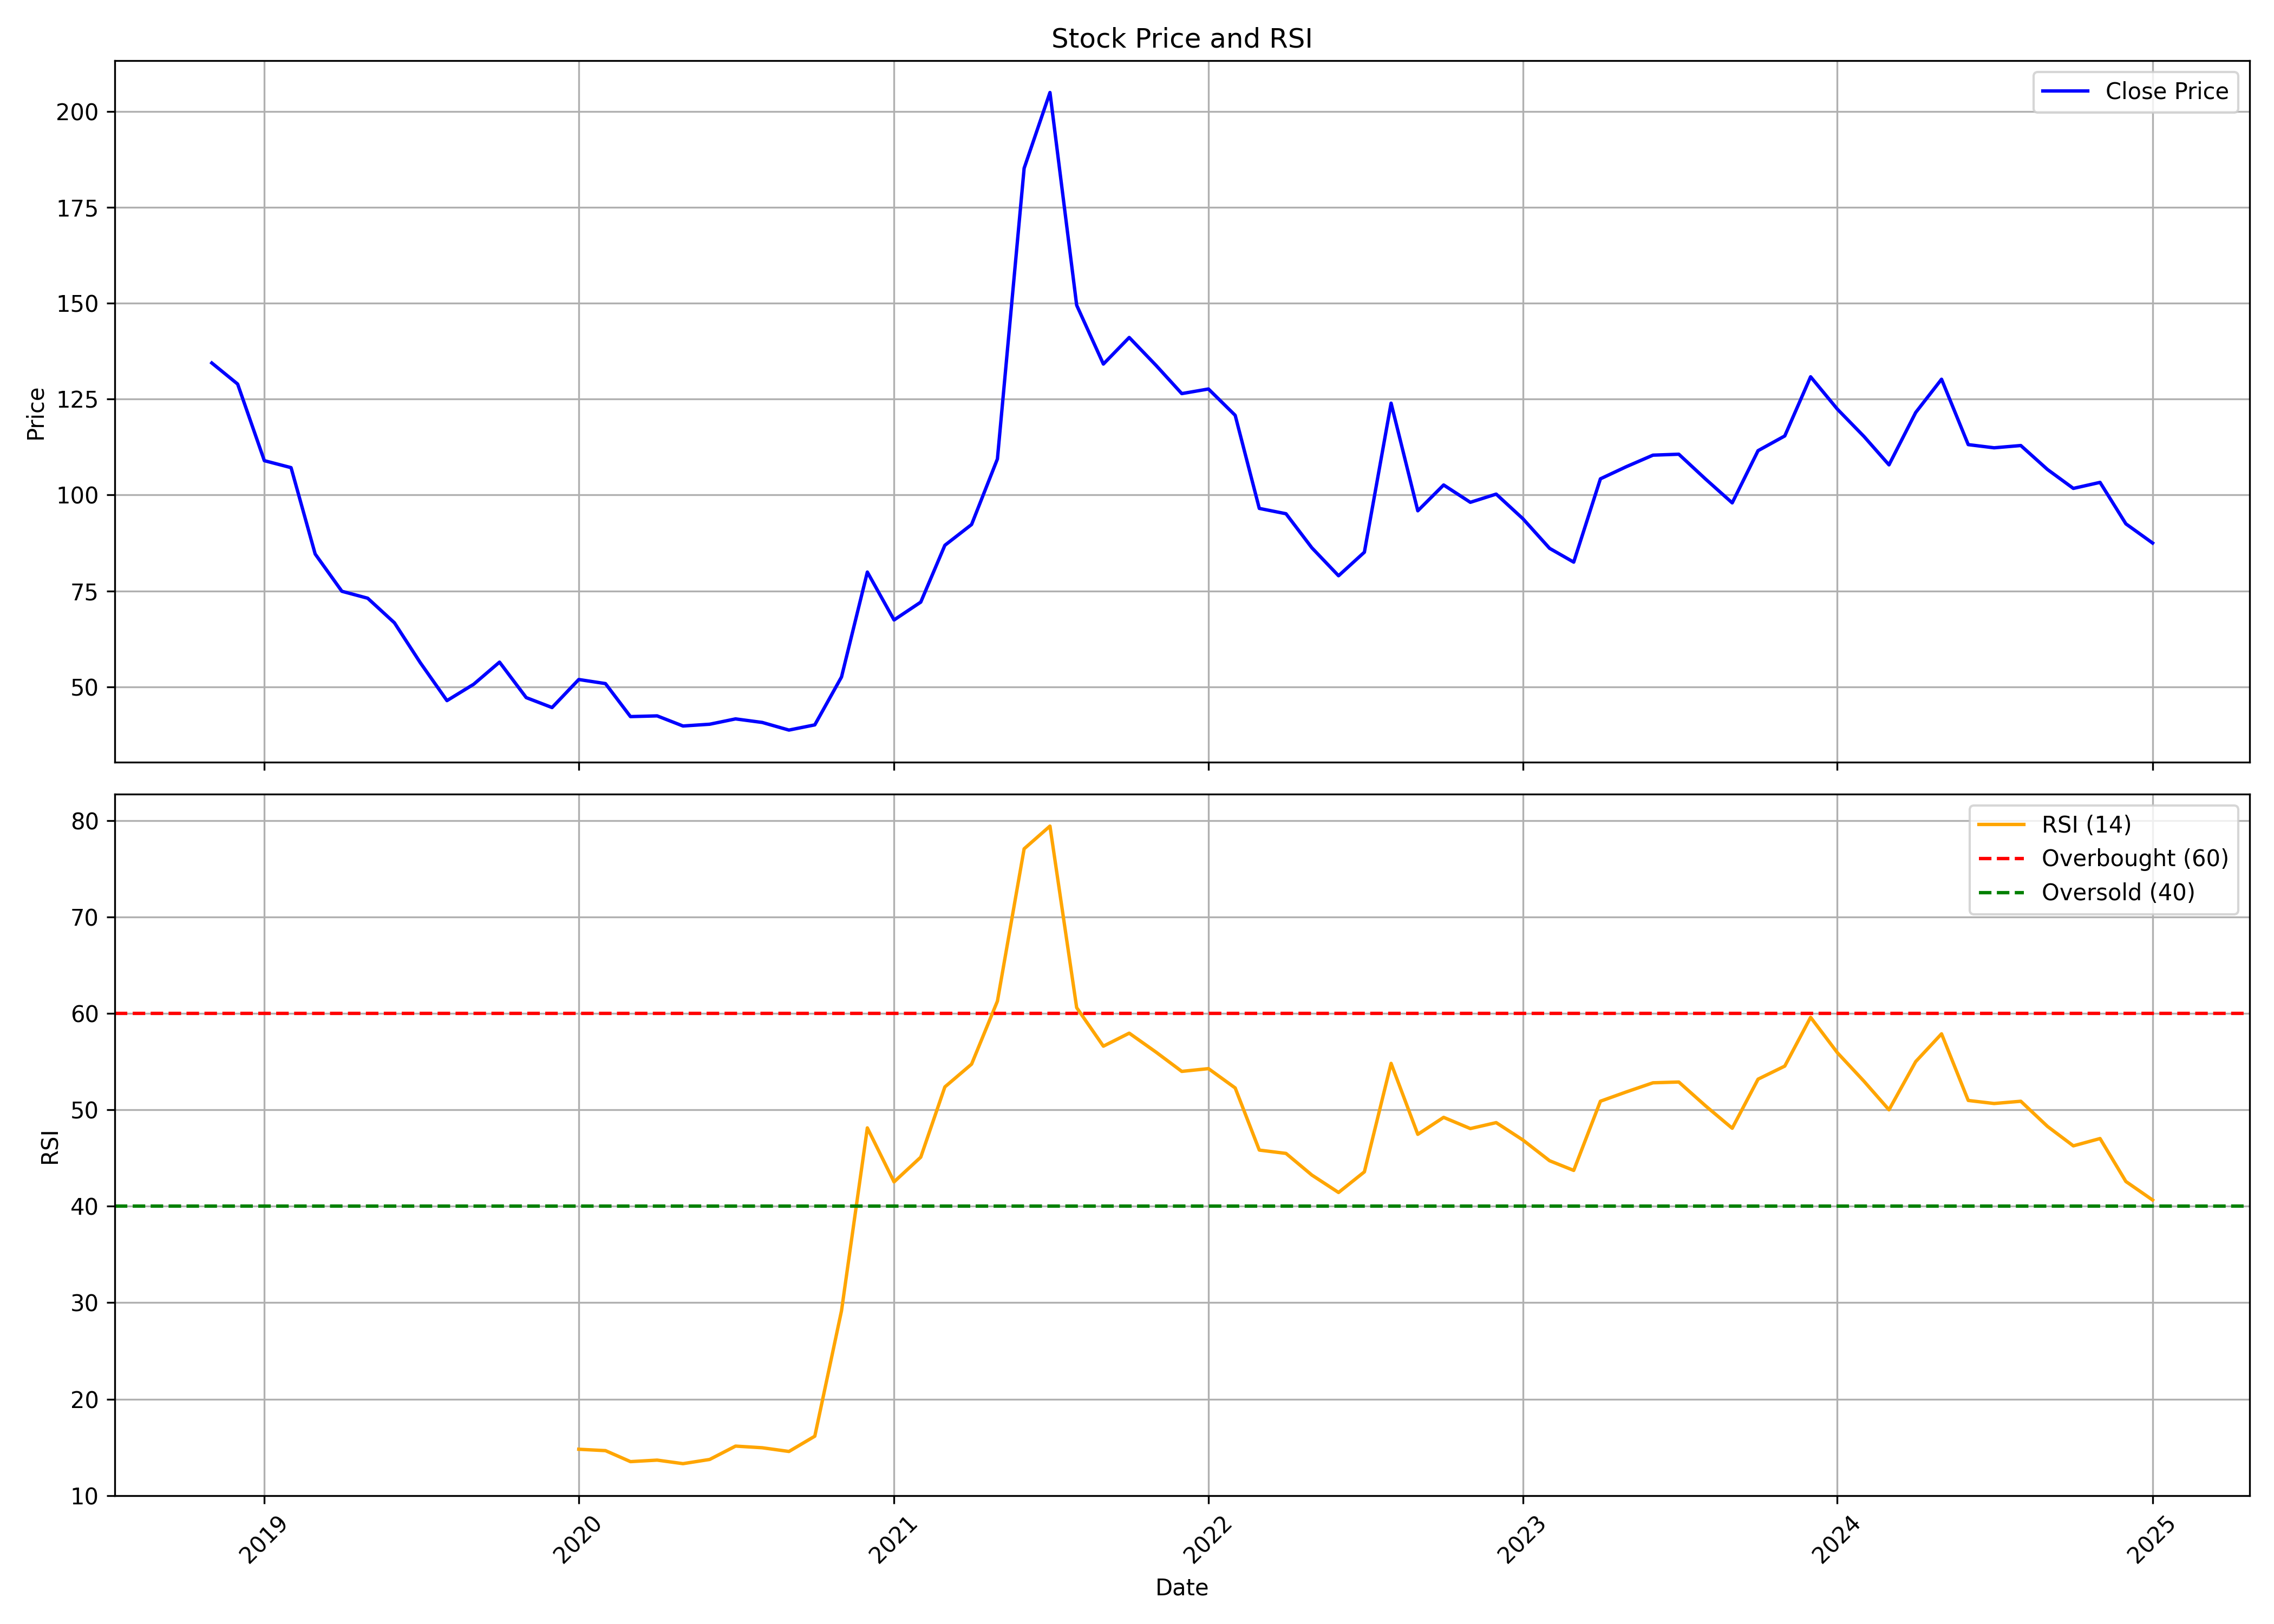 Stock Price and RSI
Close Price
200
175
150
125
100
75
50
Price
RSI (14)
Overbought (60)
Oversold (40)
80
70
60
50
40
30
20
10
RSI
2019
2020
2021
2022
2023
2024
2025
Date